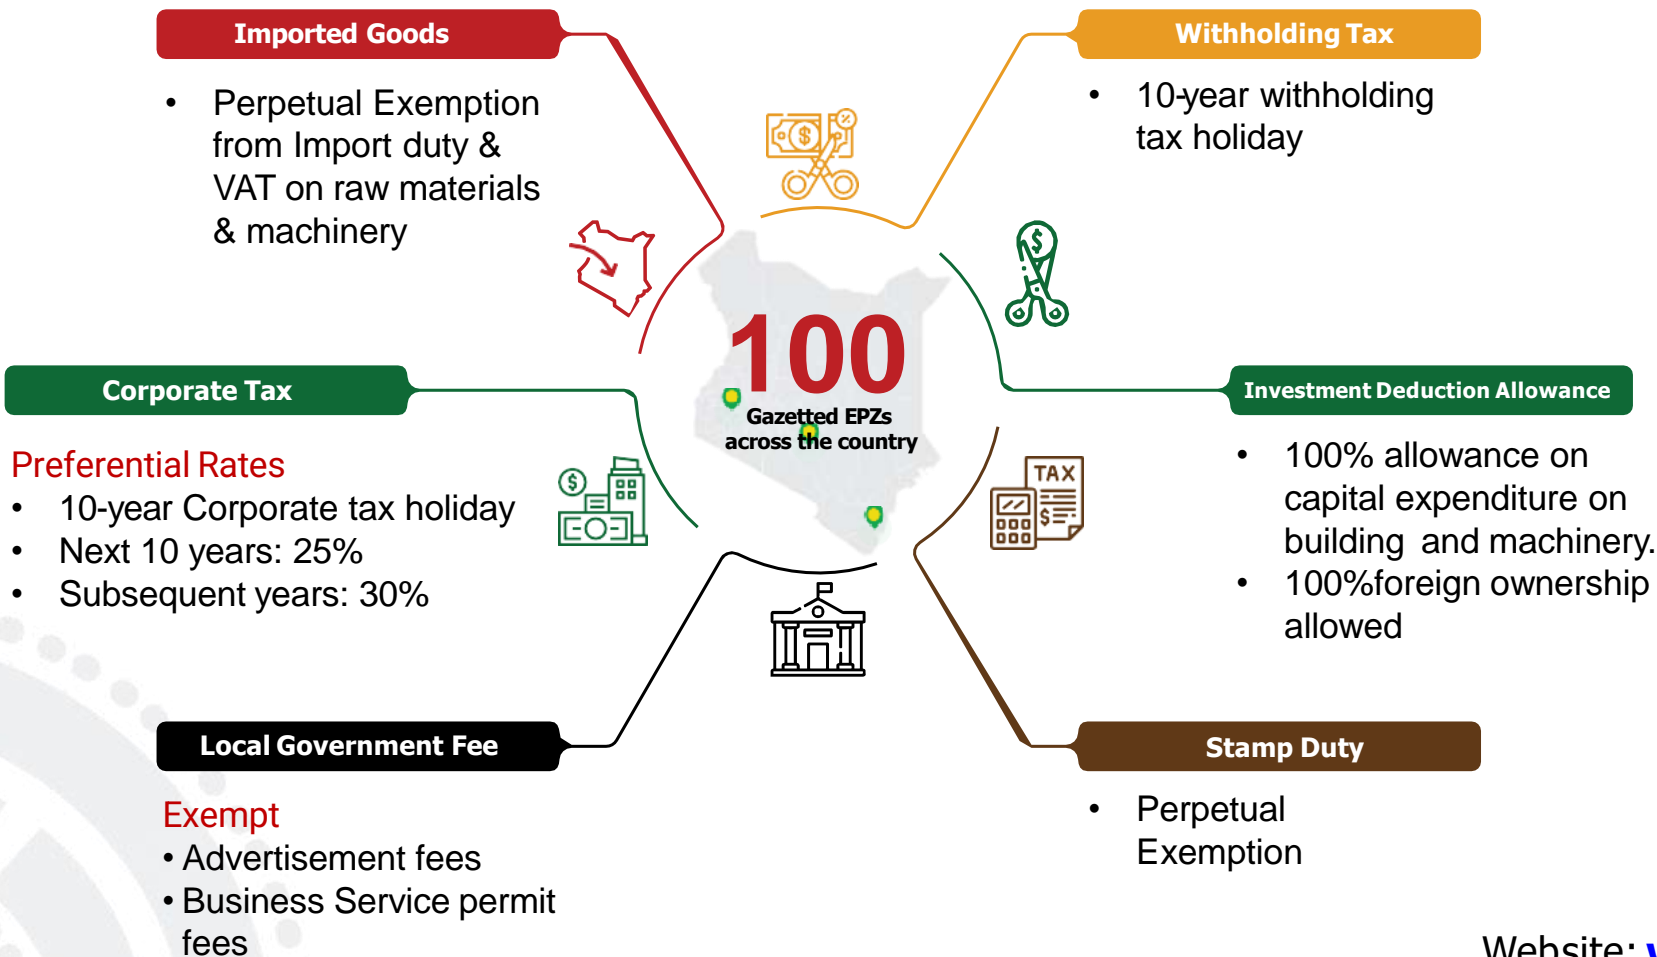 Imported Goods
• Perpetual Exemption
from Import duty &
VAT on raw materials
& machinery
Withholding Tax
• 10-year withholding
tax holiday
100
Gazetted EPZs
across the country
Corporate Tax
Preferential Rates
• 10-year Corporate tax holiday
• Next 10 years: 25%
• Subsequent years: 30%
Investment Deduction Allowance
• 100% allowance on
capital expenditure on
building and machinery.
• 100%foreign ownership
allowed
TAX
Local Government Fee
Exempt
• Advertisement fees
• Business Service permit
fees
Stamp Duty
• Perpetual
Exemption
Website: